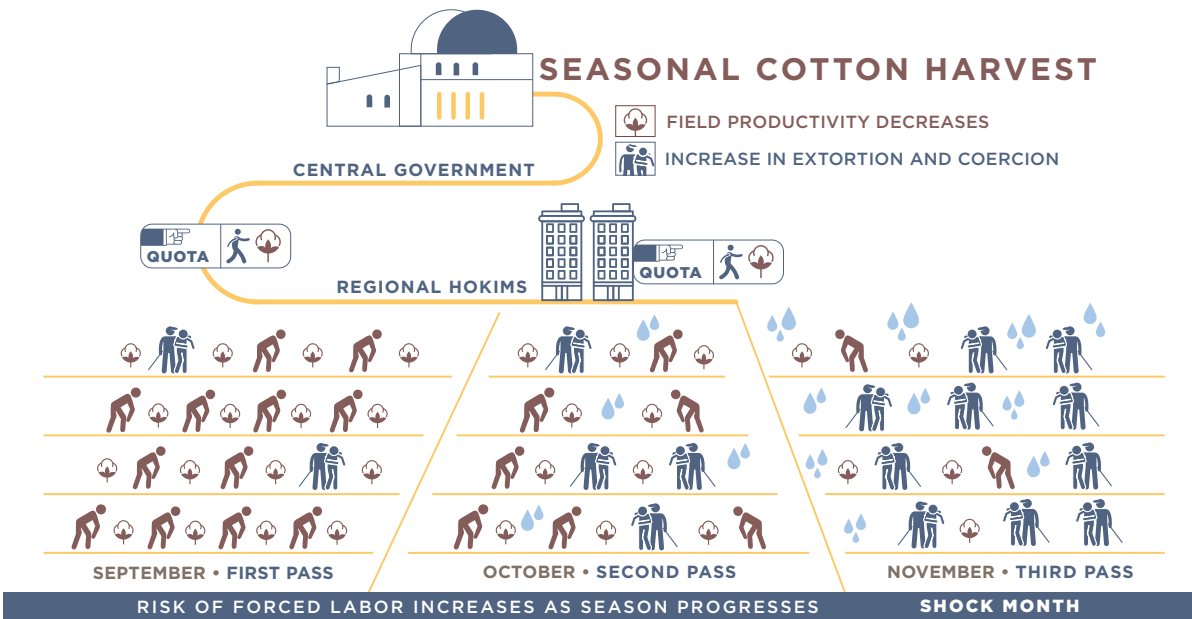 SEASONAL COTTON HARVEST
FIELD PRODUCTIVITY DECREASES
INCREASE IN EXTORTION AND COERCION
CENTRAL GOVERNMENT
QUOTA
QUOTA
REGIONAL HOKIMS
SEPTEMBER • FIRST PASS
OCTOBER • SECOND PASS
NOVEMBER • THIRD PASS
RISK OF FORCED LABOR INCREASES AS SEASON PROGRESSES
SHOCK MONTH